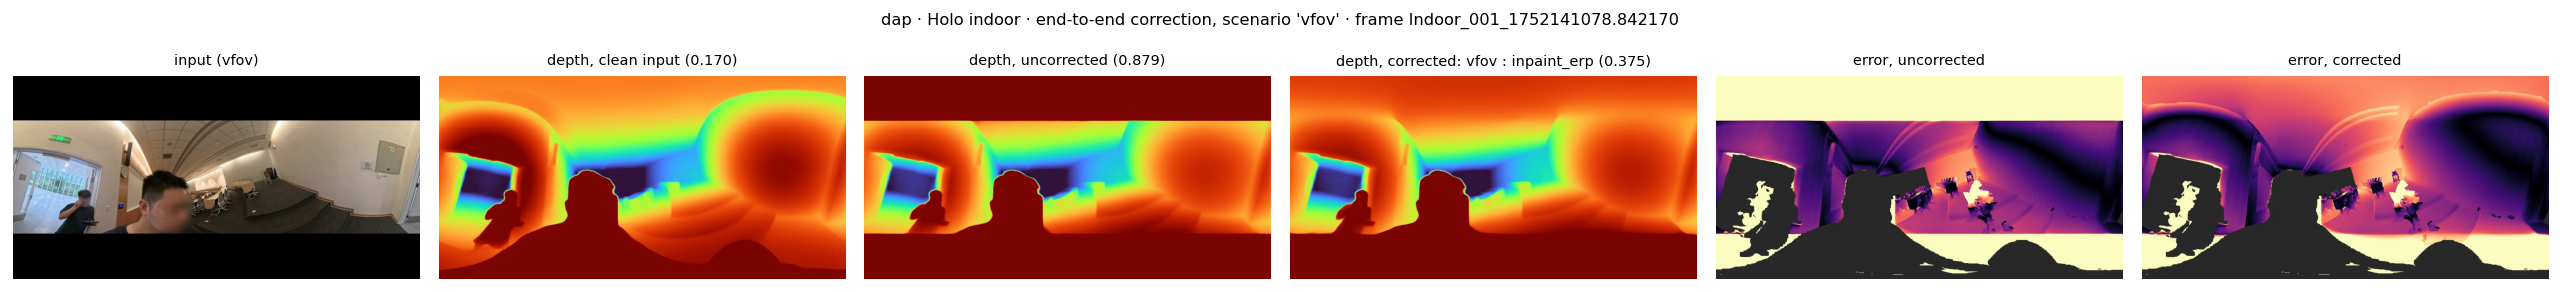 dap · Holo indoor · end-to-end correction, scenario 'vfov' · frame Indoor_001_1752141078.842170
input (vfov)
depth, clean input (0.170)
depth, uncorrected (0.879)
depth, corrected: vfov : inpaint_erp (0.375)
error, uncorrected
error, corrected